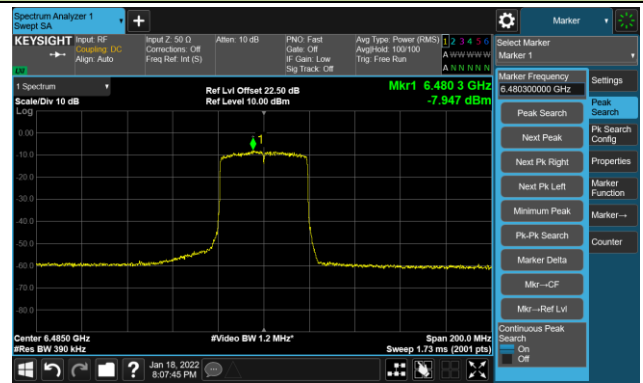 Spectrum Analyzer 1
Swept SA
Marker
KEYSIGHT
Input: RF
Coupling: DC
Align: Auto
Input Z: 50 Ω
Corrections: Off
Freq Ref: Int (S)
Atten: 10 dB
PNO: Fast
Gate: Off
IF Gain: Low
Sig Track: Off
Avg Type: Power (RMS)
Avg|Hold: 100/100
Trig: Free Run
1 2 3 4 5 6
A W W W W W
A N N N N N
Select Marker
Marker 1
1 Spectrum
Scale/Div 10 dB
Log
Ref Lvl Offset 22.50 dB
Ref Level 10.00 dBm
Mkr1 6.480 3 GHz
-7.947 dBm
1
0.00
-10.0
-20.0
-30.0
-40.0
-50.0
-60.0
-70.0
-80.0
Center 6.4850 GHz
#Res BW 390 kHz
#Video BW 1.2 MHz*
Span 200.0 MHz
Sweep 1.73 ms (2001 pts)
Marker Frequency
6.480300000 GHz
Peak Search
Next Peak
Next Pk Right
Next Pk Left
Minimum Peak
Pk-Pk Search
Marker Delta
Mkr→CF
Mkr→Ref Lvl
Continuous Peak
Search
On
Off
Settings
Peak
Search
Pk Search
Config
Properties
Marker
Function
Marker→
Counter
?
Jan 18, 2022
8:07:45 PM